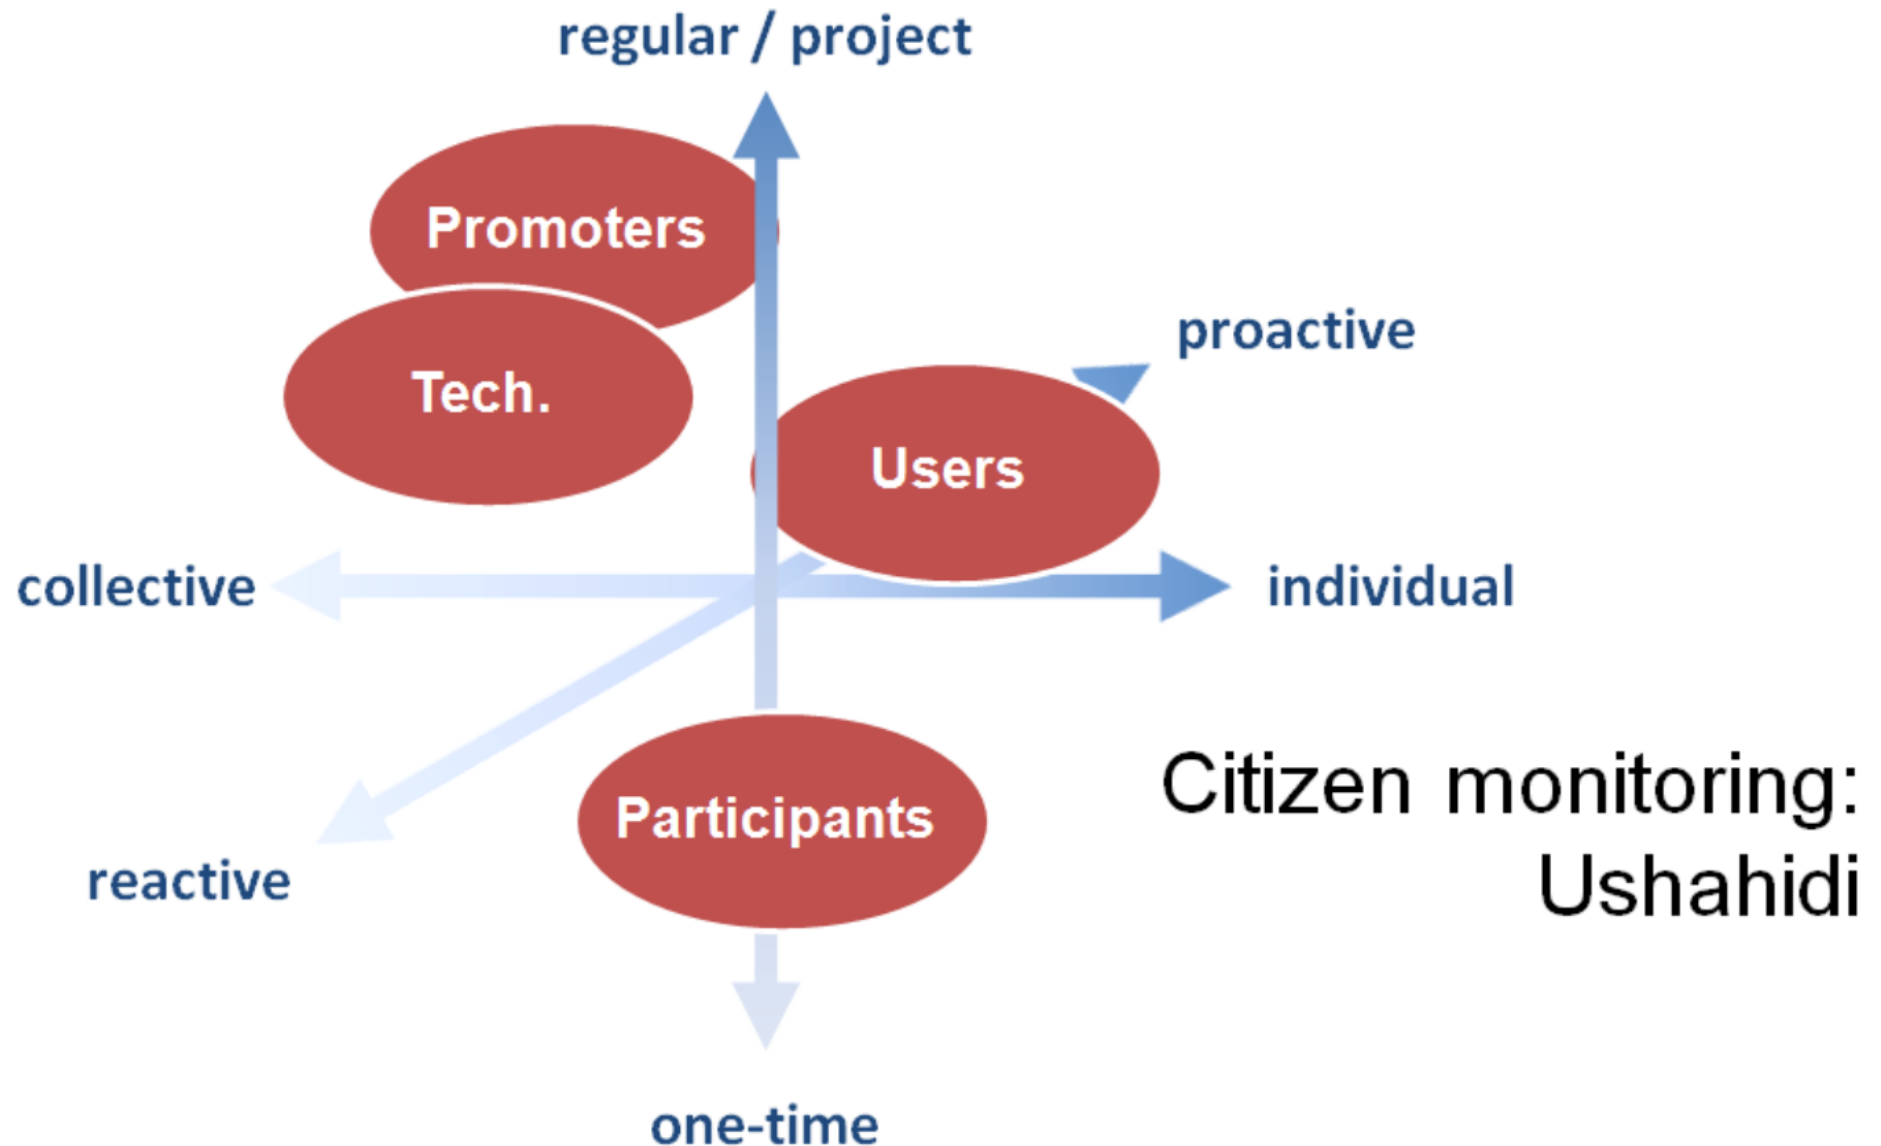 regular / project
Promoters
proactive
Tech.
Users
collective
individual
Citizen monitoring:
Participants
reactive
Ushahidi
one-time